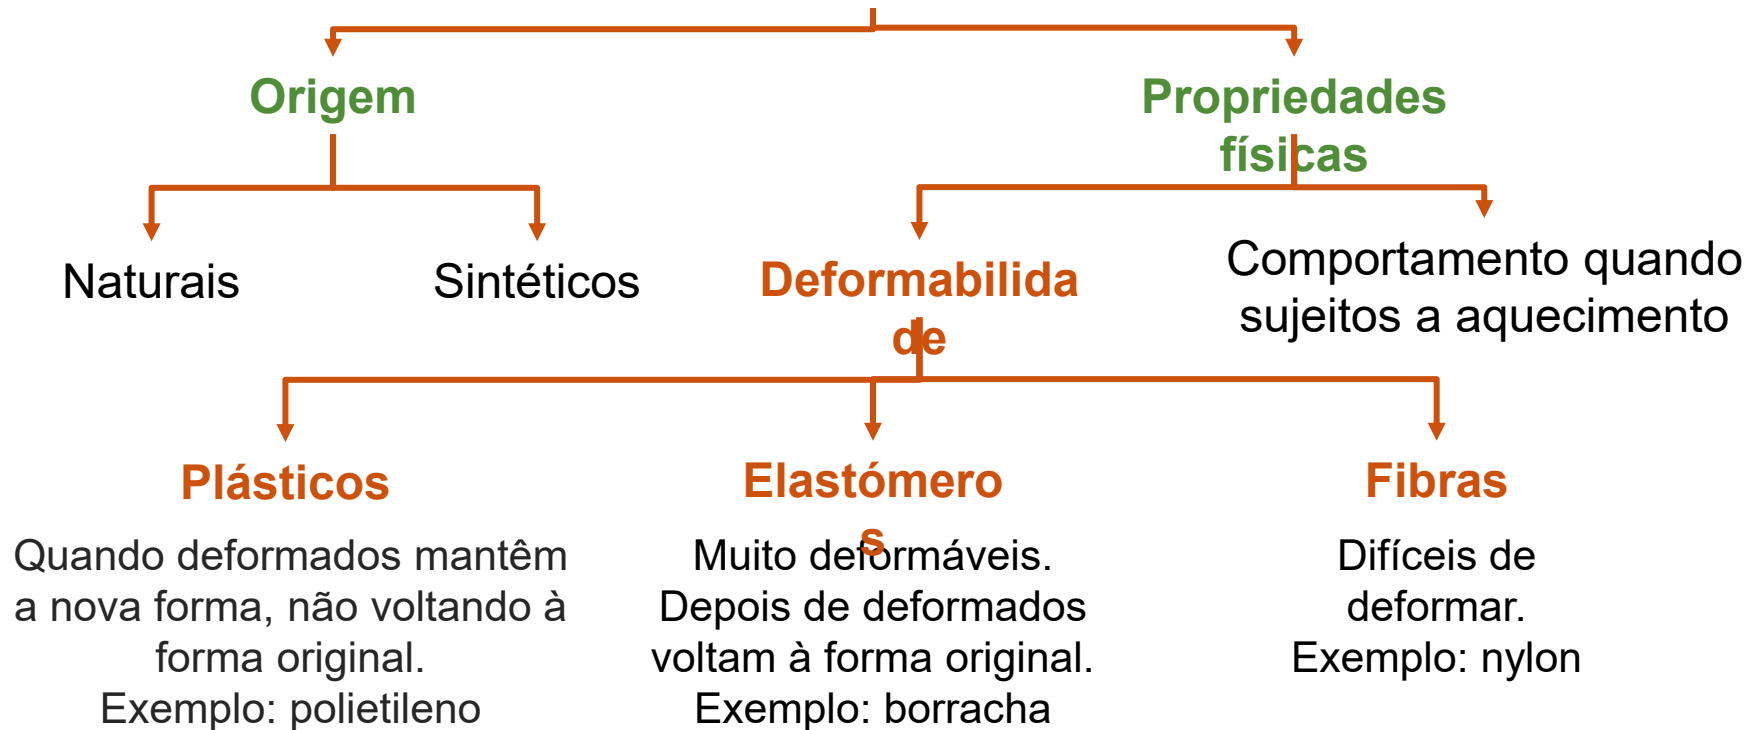 Origem
Propriedades
físicas
Naturais
Sintéticos
Deformabilida
de
Comportamento quando
sujeitos a aquecimento
Plásticos
Quando deformados mantêm
a nova forma, não voltando à
forma original.
Exemplo: polietileno
Elastómero
s
Muito deformáveis.
Depois de deformados
voltam à forma original.
Exemplo: borracha
Fibras
Difíceis de
deformar.
Exemplo: nylon